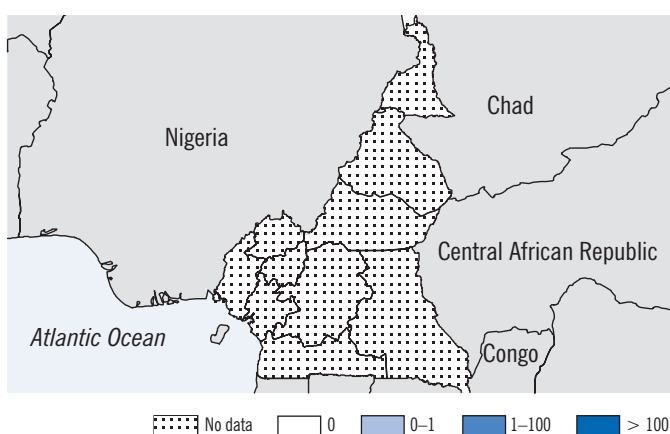 Chad
Nigeria
Central African Republic
Atlantic Ocean
Congo
No data 0 0–1 1–100 > 100